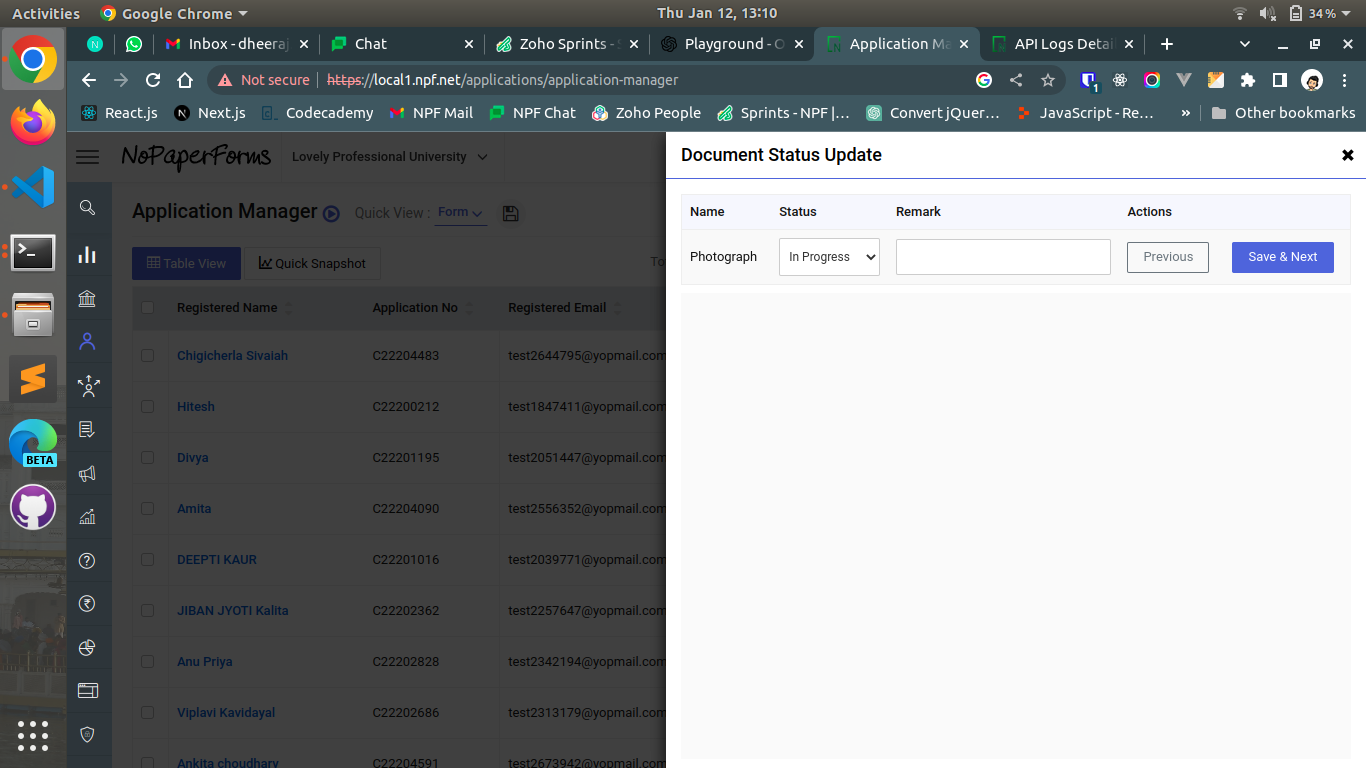 Activities
Google Chrome
Thu Jan 12, 13:10
34%
Inbox - dheeraj
Chat
Zoho Sprints - S
Playground - O
Application Ma
API Logs Detai
Not secure
https://local1.npf.net/applications/application-manager
1
React.js
Next.js
Codecademy
NPF Mail
NPF Chat
Zoho People
Sprints - NPF |...
Convert jQuer...
JavaScript - Re...
»
Other bookmarks
NoPaperForms
Lovely Professional University
Application Manager
Quick View :
Form
Table View
Quick Snapshot
To
Registered Name
Application No
Registered Email
Chigicherla Sivaiah
C22204483
test2644795@yopmail.com
Hitesh
C22200212
test1847411@yopmail.com
Divya
C22201195
test2051447@yopmail.com
Amita
C22204090
test2556352@yopmail.com
DEEPTI KAUR
C22201016
test2039771@yopmail.com
JIBAN JYOTI Kalita
C22202362
test2257647@yopmail.com
Anu Priya
C22202828
test2342194@yopmail.com
Viplavi Kavidayal
C22202686
test2313179@yopmail.com
Ankita choudhary
C22204591
test2673942@yopmail.com
BETA
Document Status Update
Name
Status
Remark
Actions
Photograph
In Progress
Previous
Save & Next